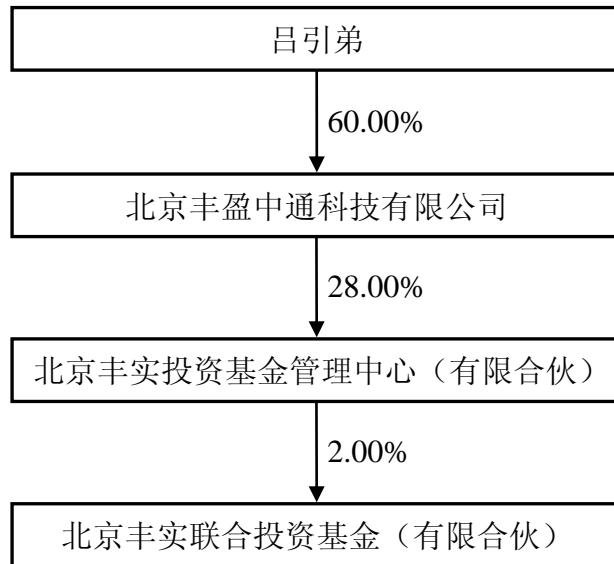 吕引弟
60.00%
北京丰盈中通科技有限公司
28.00%
北京丰实投资基金管理中心（有限合伙）
2.00%
北京丰实联合投资基金（有限合伙）